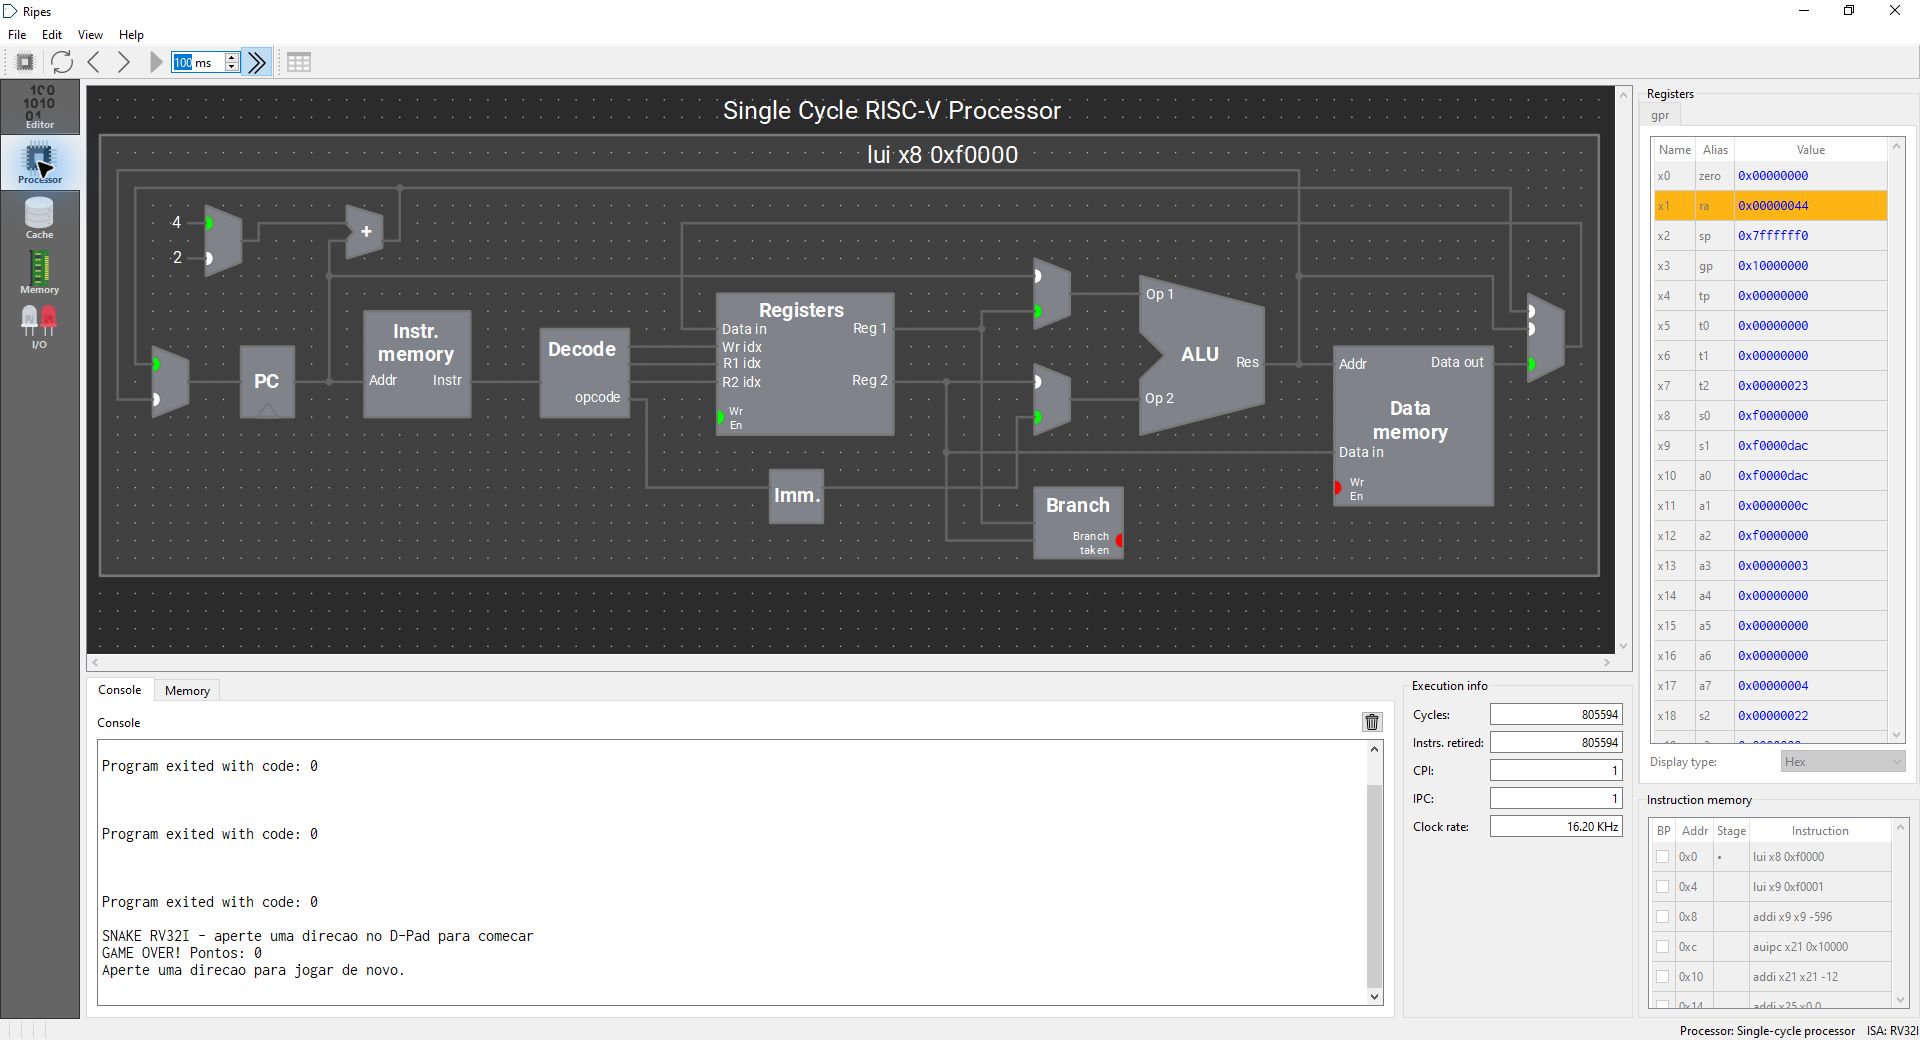 Ripes
File Edit View Help
100 ms
100
1010
01
Editor
Processor
Cache
Memory
I/O
Single Cycle RISC-V Processor
lui x8 0xf0000
4
2
+
PC
Instr.
memory
Addr Instr
Decode
opcode
Registers
Data in Reg 1
Wr idx
R1 idx
R2 idx Reg 2
Wr
En
Imm.
Op 1
ALU
Res
Op 2
Branch
Branch
taken
Addr Data out
Data
memory
Data in
Wr
En
Console Memory
Console
Program exited with code: 0
Program exited with code: 0
Program exited with code: 0
SNAKE RV32I - aperte uma direcao no D-Pad para comecar
GAME OVER! Pontos: 0
Aperte uma direcao para jogar de novo.
Execution info
Cycles: 805594
Instrs. retired: 805594
CPI: 1
IPC: 1
Clock rate: 16.20 KHz
Registers
gpr
Name Alias Value
x0 zero 0x00000000
x1 ra 0x00000044
x2 sp 0x7ffffff0
x3 gp 0x10000000
x4 tp 0x00000000
x5 t0 0x00000000
x6 t1 0x00000000
x7 t2 0x00000023
x8 s0 0xf0000000
x9 s1 0xf0000dac
x10 a0 0xf0000dac
x11 a1 0x0000000c
x12 a2 0xf0000000
x13 a3 0x00000003
x14 a4 0x00000000
x15 a5 0x00000000
x16 a6 0x00000000
x17 a7 0x00000004
x18 s2 0x00000022
Display type: Hex
Instruction memory
BP Addr Stage Instruction
0x0 • lui x8 0xf0000
0x4 lui x9 0xf0001
0x8 addi x9 x9 -596
0xc auipc x21 0x10000
0x10 addi x21 x21 -12
0x14 addi x25 x0 0
Processor: Single-cycle processor ISA: RV32I